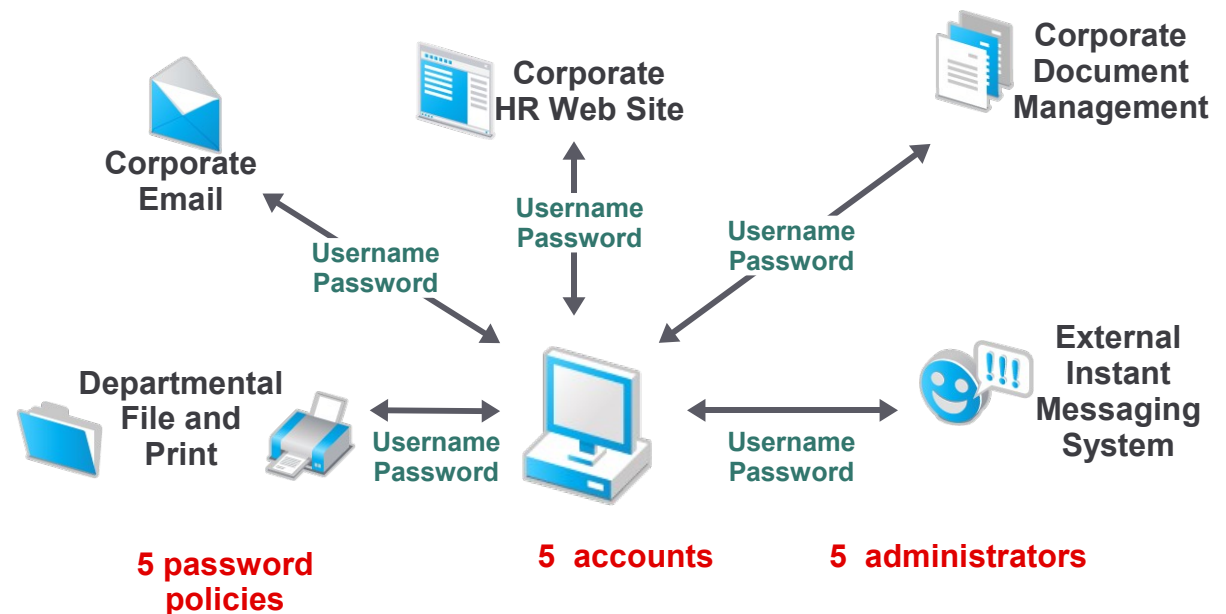 Corporate
Email
Corporate
HR Web Site
Corporate
Document
Management
Username
Password
Username
Password
Username
Password
Departmental
File and
Print
Username
Password
Username
Password
External
Instant
Messaging
System
!!!
5 password
policies
5 accounts
5 administrators